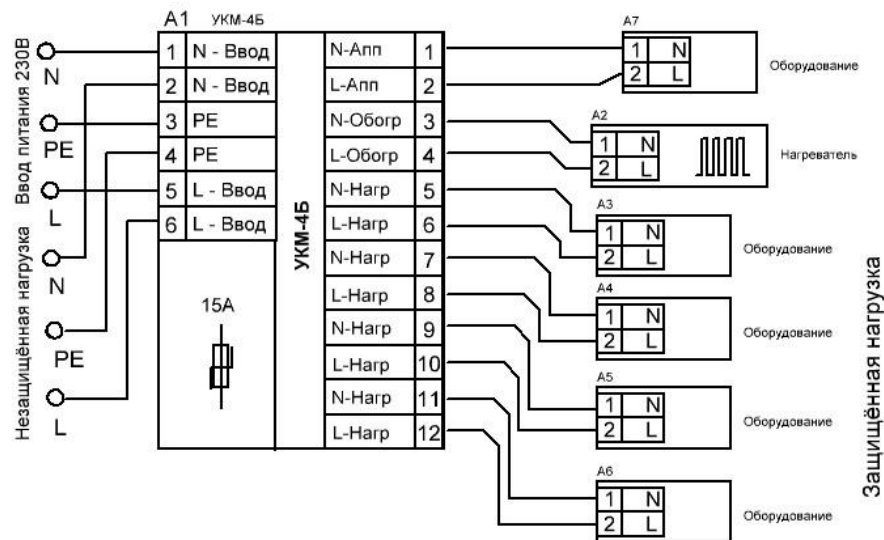 A1 УКМ-4Б
Ввод питания 230В
N
PE
L
Незащищённая нагрузка
N
PE
L
1 N - Ввод
2 N - Ввод
3 PE
4 PE
5 L - Ввод
6 L - Ввод
15А
УКМ-4Б
N-Апп 1
L-Апп 2
N-Обогр 3
L-Обогр 4
N-Нагр 5
L-Нагр 6
N-Нагр 7
L-Нагр 8
N-Нагр 9
L-Нагр 10
N-Нагр 11
L-Нагр 12
A7
1 N
2 L
Оборудование
A2
1 N
2 L
Нагреватель
A3
1 N
2 L
Оборудование
A4
1 N
2 L
Оборудование
A5
1 N
2 L
Оборудование
A6
1 N
2 L
Оборудование
Защищённая нагрузка